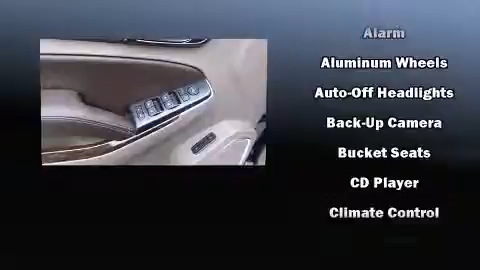 Alarm
Aluminum Wheels
Auto-Off Headlights
Back-Up Camera
Bucket Seats
CD Player
Climate Control